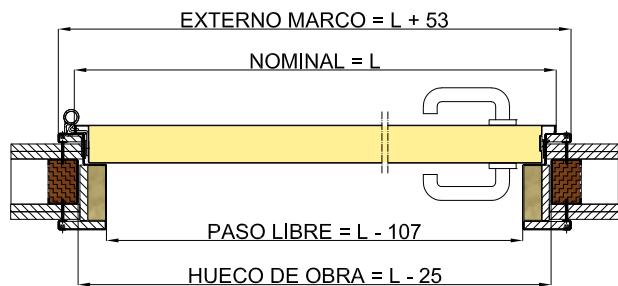 EXTERNO MARCO = L + 53
NOMINAL = L
PASO LIBRE = L - 107
HUECO DE OBRA = L - 25